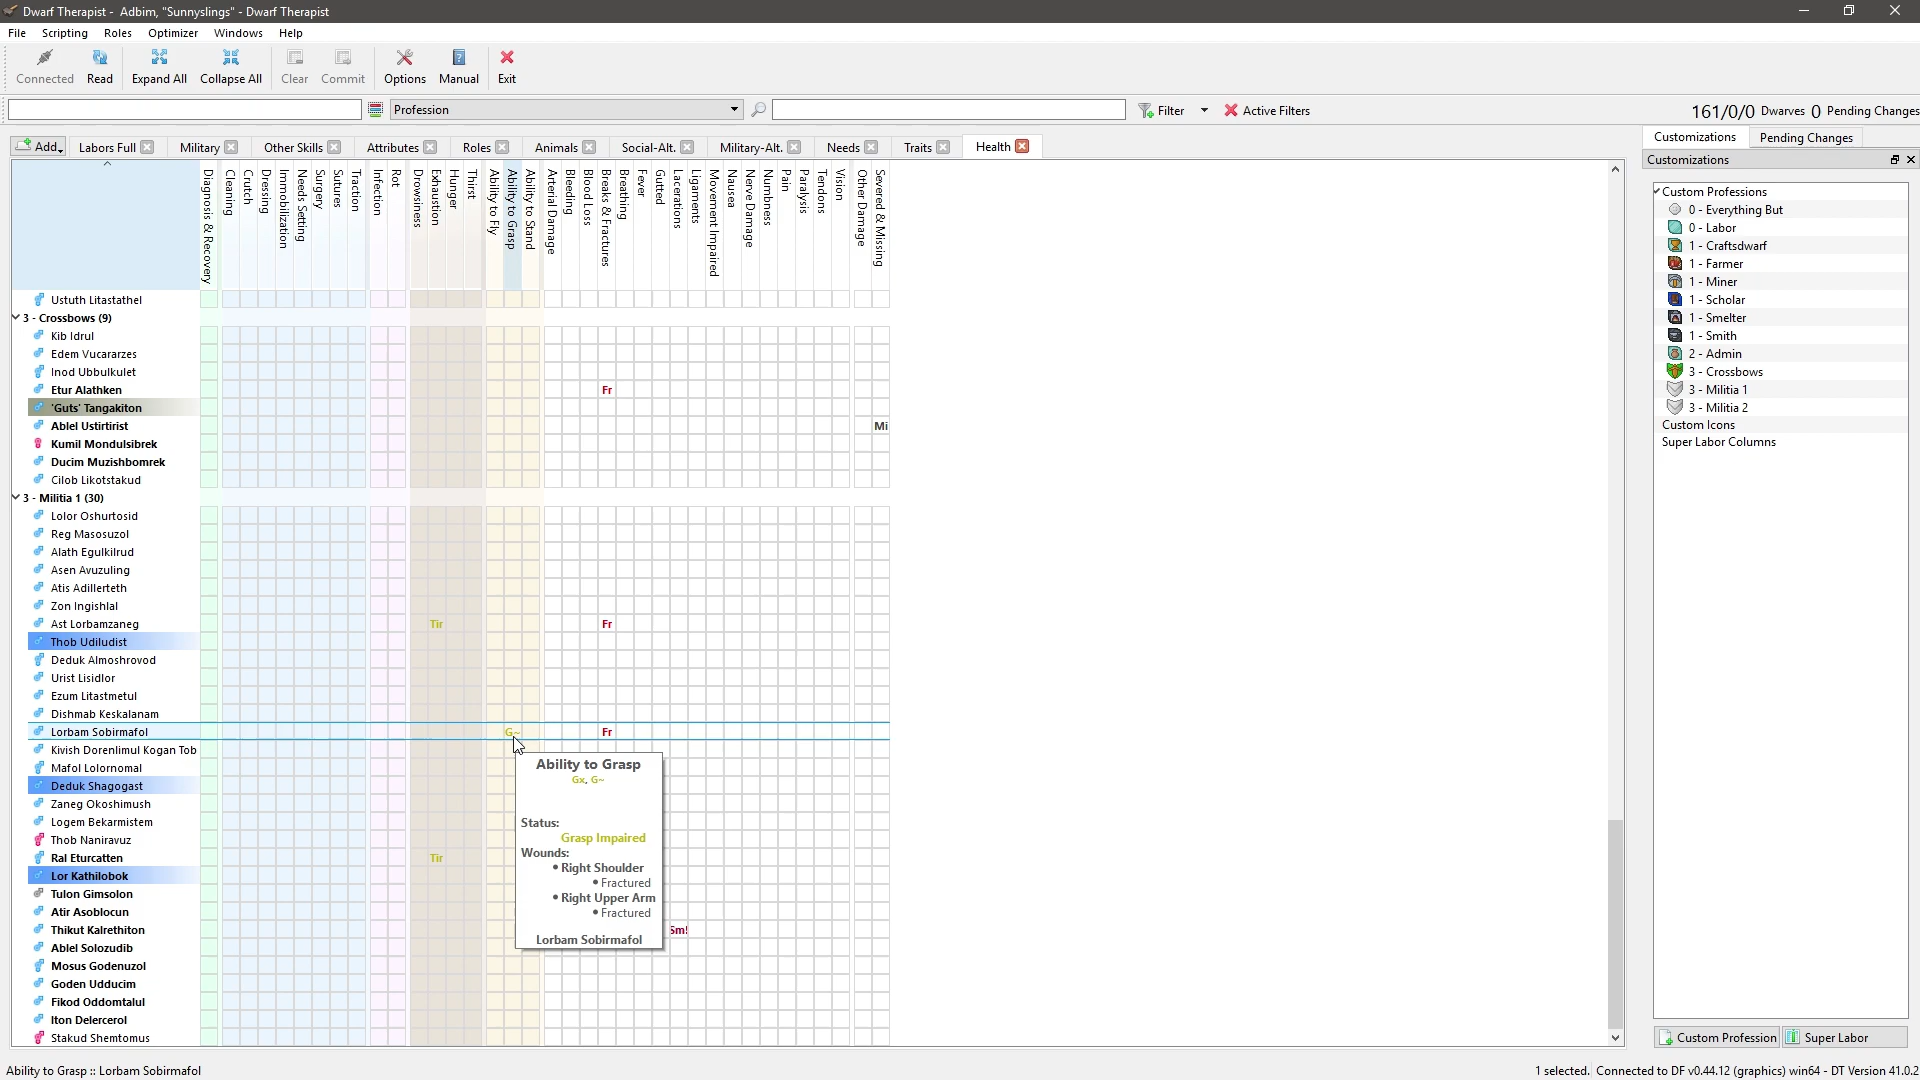 Dwarf Therapist - Adbim, "Sunnyslings" - Dwarf Therapist
File Scripting Roles Optimizer Windows Help
Connected Read Expand All Collapse All Clear Commit Options Manual Exit
Profession Filter Active Filters 161/0/0 Dwarves 0 Pending Changes
Add Labors Full Military Other Skills Attributes Roles Animals Social-Alt. Military-Alt. Needs Traits Health
Customizations Pending Changes
Customizations
Diagnosis & Recovery
Cleaning
Crutch
Dressing
Immobilization
Needs Setting
Surgery
Sutures
Traction
Infection
Rot
Drowsiness
Exhaustion
Hunger
Thirst
Ability to Fly
Ability to Grasp
Ability to Stand
Arterial Damage
Bleeding
Blood Loss
Breaks & Fractures
Breathing
Fever
Gutted
Lacerations
Ligaments
Movement Impaired
Nausea
Nerve Damage
Numbness
Pain
Paralysis
Tendons
Vision
Other Damage
Severed & Missing
Ustuth Litastathel
3 - Crossbows (9)
Kib Idrul
Edem Vucararzes
Inod Ubbulkulet
Etur Alathken Fr
'Guts' Tangakiton
Ablel Ustirtirist Mi
Kumil Mondulsibrek
Ducim Muzishbomrek
Cilob Likotstakud
3 - Militia 1 (30)
Lolor Oshurtosid
Reg Masosuzol
Alath Egulkilrud
Asen Avuzuling
Atis Adillerteth
Zon Ingishlal
Ast Lorbamzaneg Tir Fr
Thob Udiludist
Deduk Almoshrovod
Urist Lisidlor
Ezum Litastmetul
Dishmab Keskalanam
Lorbam Sobirmafol G~ Fr
Kivish Dorenlimul Kogan Tob
Mafol Lolornomal
Deduk Shagogast
Zaneg Okoshimush
Logem Bekarmistem
Thob Naniravuz
Ral Eturcatten Tir
Lor Kathilobok
Tulon Gimsolon
Atir Asoblocun
Thikut Kalrethiton Sm!
Ablel Solozudib
Mosus Godenuzol
Goden Udducim
Fikod Oddomtalul
Iton Delercerol
Stakud Shemtomus
Ability to Grasp
Gx, G~
Status:
Grasp Impaired
Wounds:
• Right Shoulder
• Fractured
• Right Upper Arm
• Fractured
Lorbam Sobirmafol
Custom Professions
0 - Everything But
0 - Labor
1 - Craftsdwarf
1 - Farmer
1 - Miner
1 - Scholar
1 - Smelter
1 - Smith
2 - Admin
3 - Crossbows
3 - Militia 1
3 - Militia 2
Custom Icons
Super Labor Columns
Custom Profession Super Labor
Ability to Grasp :: Lorbam Sobirmafol 1 selected. Connected to DF v0.44.12 (graphics) win64 - DT Version 41.0.2